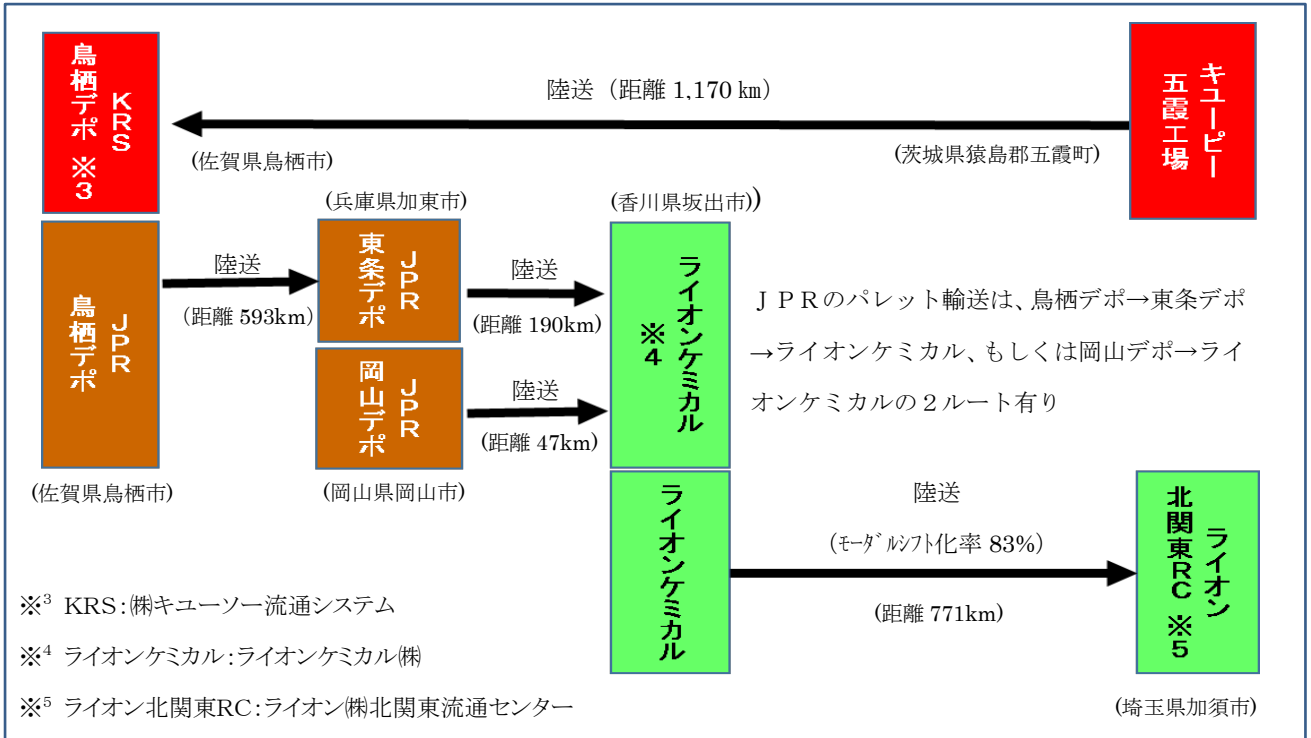 KRS
鳥栖デポ ※3
陸送（距離 1,170 ㎞）
キユーピー
五霞工場
(佐賀県鳥栖市)
(茨城県猿島郡五霞町)
(兵庫県加東市)
(香川県坂出市))
JPR
鳥栖デポ
陸送
(距離 593km)
JPR
東条デポ
陸送
(距離 190km)
ライオンケミカル
※4
ＪＰＲのパレット輸送は、鳥栖デポ→東条デポ
→ライオンケミカル、もしくは岡山デポ→ライ
オンケミカルの２ルート有り
JPR
岡山デポ
陸送
(距離 47km)
(佐賀県鳥栖市)
(岡山県岡山市)
ライオンケミカル
陸送
(ﾓｰﾀﾞﾙｼﾌﾄ化率 83%)
(距離 771km)
ライオン
北関東RC ※5
(埼玉県加須市)
※3 KRS:㈱キユーソー流通システム
※4 ライオンケミカル:ライオンケミカル㈱
※5 ライオン北関東RC:ライオン㈱北関東流通センター